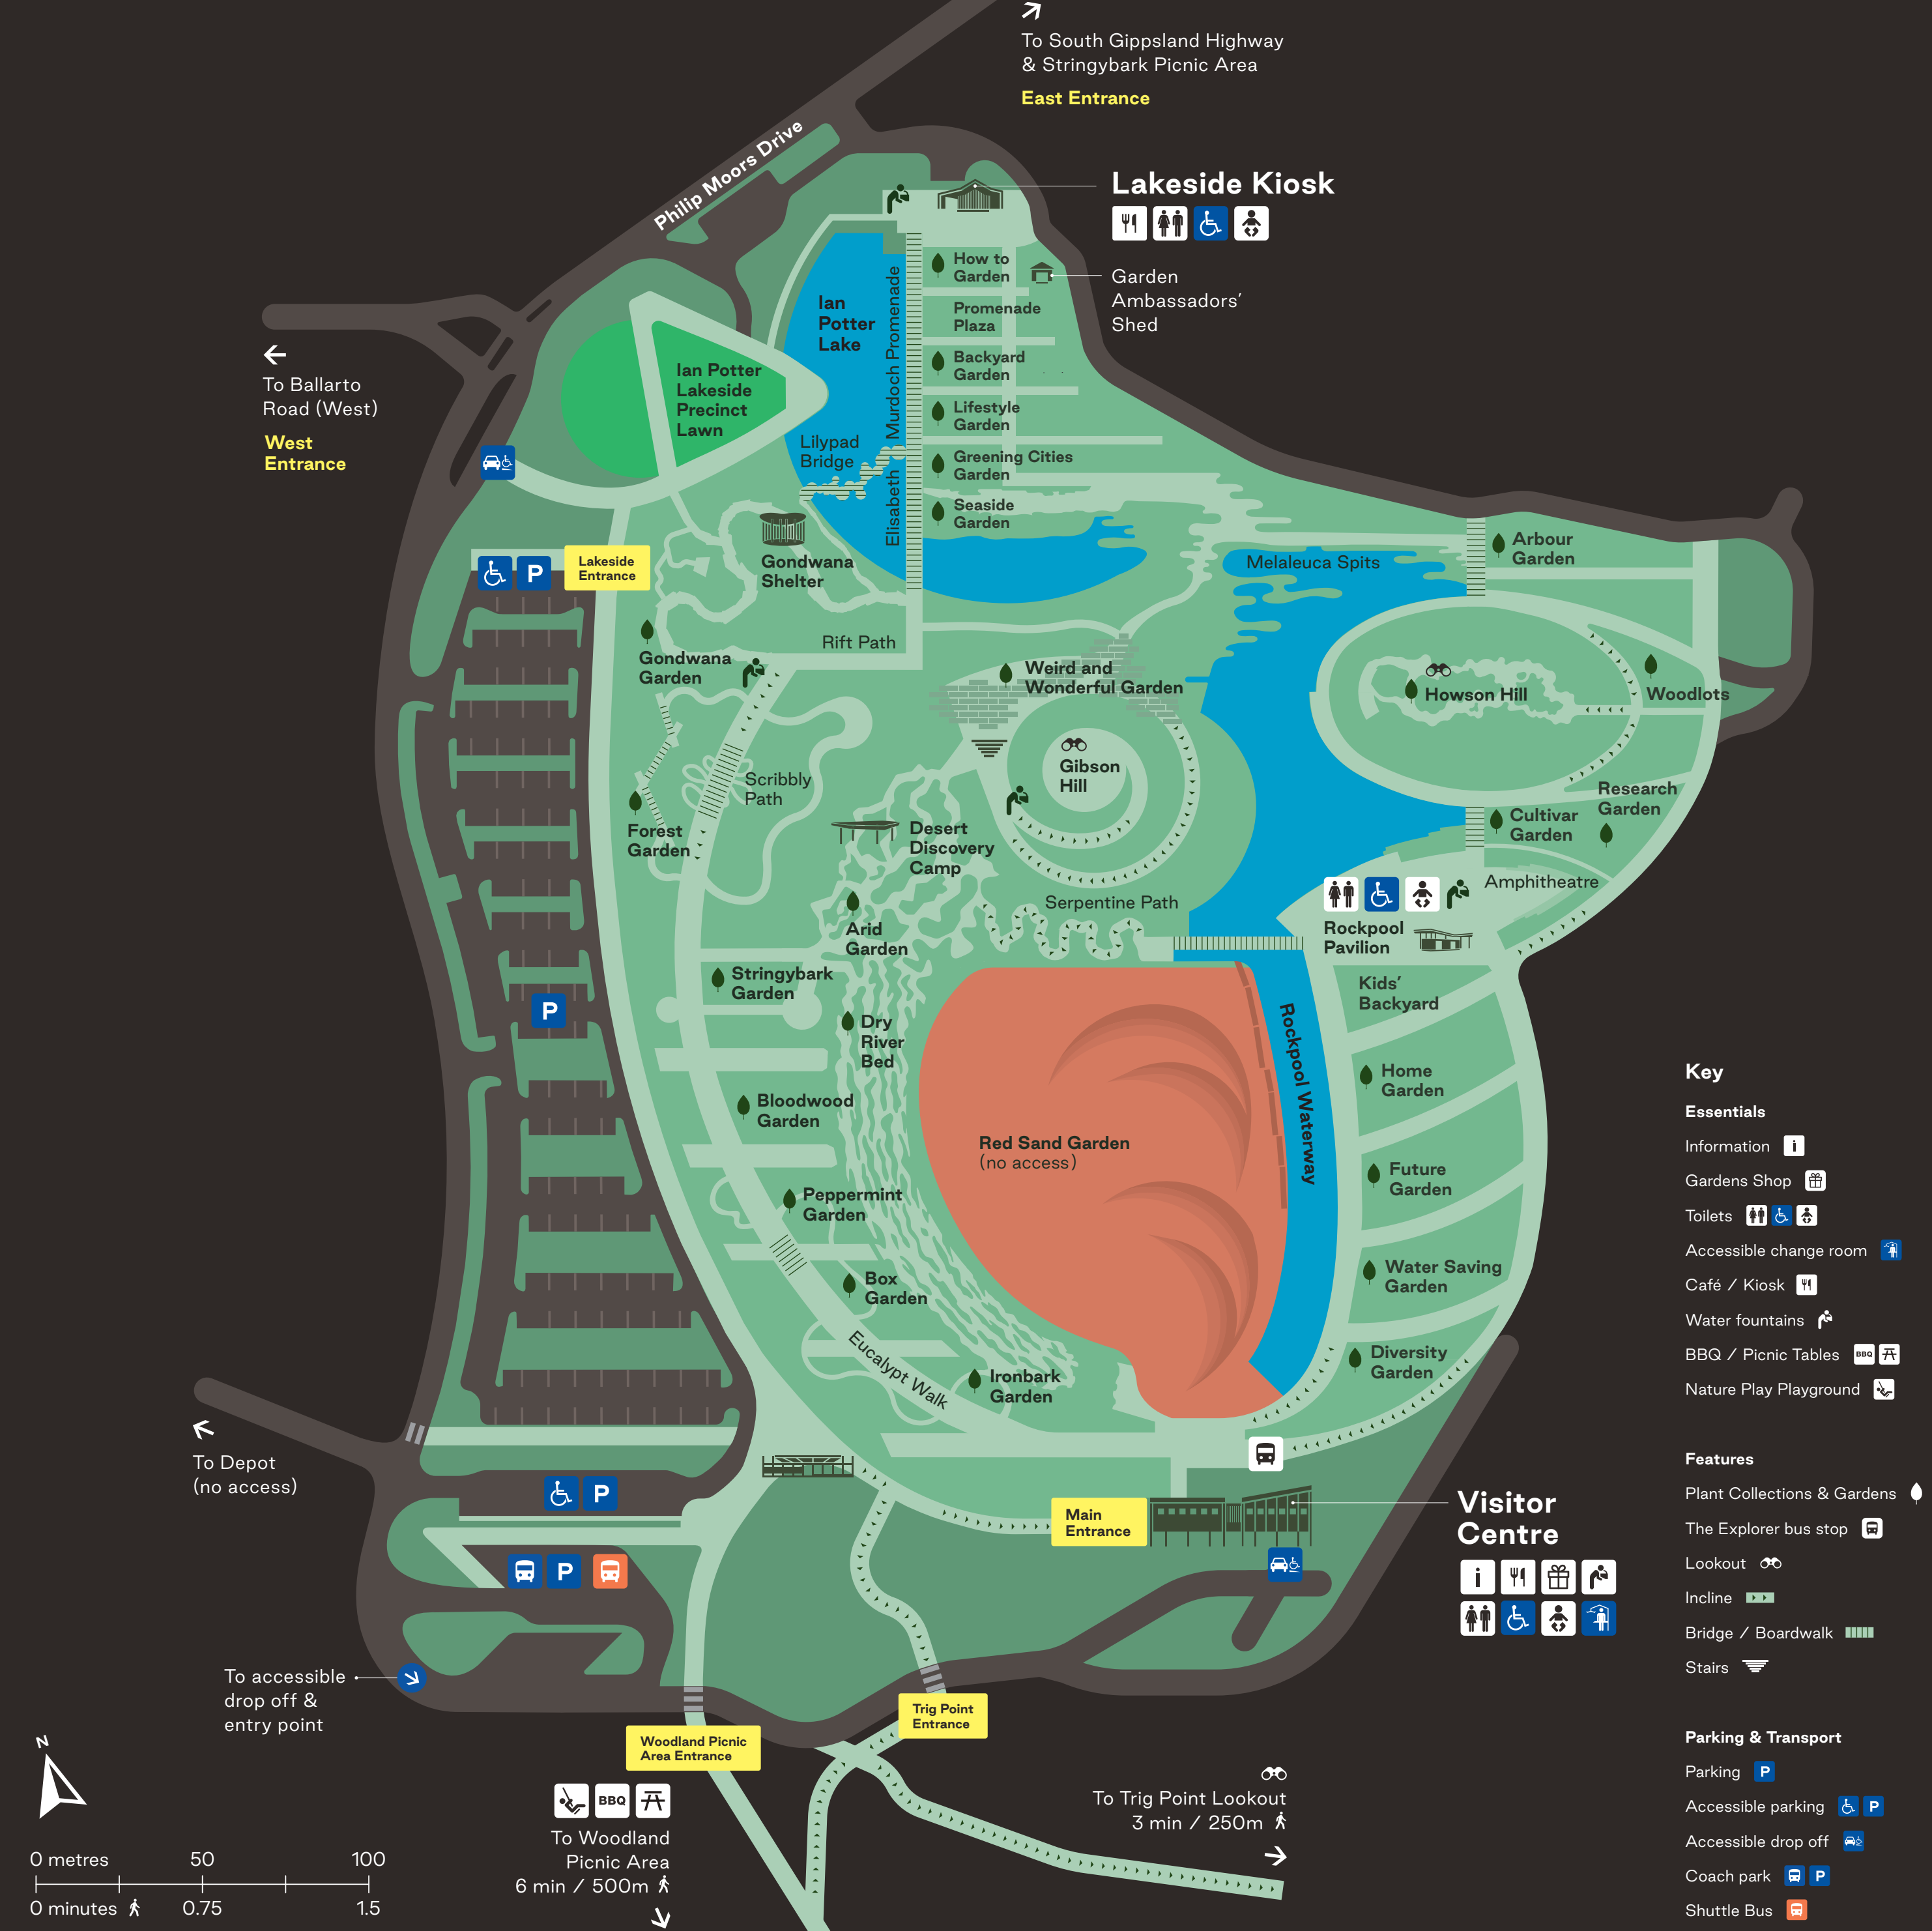 To South Gippsland Highway
& Stringybark Picnic Area
East Entrance
Philip Moors Drive
Lakeside Kiosk
Garden
Ambassadors’
Shed
How to
Garden
Promenade
Plaza
Backyard
Garden
Lifestyle
Garden
Greening Cities
Garden
Seaside
Garden
Ian
Potter
Lake
Elisabeth Murdoch Promenade
Lilypad
Bridge
Ian Potter
Lakeside
Precinct
Lawn
To Ballarto
Road (West)
West
Entrance
P
Lakeside
Entrance
Gondwana
Shelter
Rift Path
Gondwana
Garden
Melaleuca Spits
Arbour
Garden
Weird and
Wonderful Garden
Howson Hill
Woodlots
Gibson
Hill
Scribbly
Path
Forest
Garden
Desert
Discovery
Camp
Research
Garden
Cultivar
Garden
Amphitheatre
Serpentine Path
Rockpool
Pavilion
Arid
Garden
Stringybark
Garden
Kids’
Backyard
P
Dry
River
Bed
Rockpool Waterway
Home
Garden
Bloodwood
Garden
Red Sand Garden
(no access)
Future
Garden
Peppermint
Garden
Water Saving
Garden
Box
Garden
Eucalypt Walk
Diversity
Garden
Ironbark
Garden
To Depot
(no access)
P
P
Main
Entrance
Visitor
Centre
i
To accessible
drop off &
entry point
Trig Point
Entrance
Woodland Picnic
Area Entrance
BBQ
To Woodland
Picnic Area
6 min / 500m
To Trig Point Lookout
3 min / 250m
N
0 metres 50 100
0 minutes 0.75 1.5
Key
Essentials
Information i
Gardens Shop
Toilets
Accessible change room
Café / Kiosk
Water fountains
BBQ / Picnic Tables BBQ
Nature Play Playground
Features
Plant Collections & Gardens
The Explorer bus stop
Lookout
Incline
Bridge / Boardwalk
Stairs
Parking & Transport
Parking P
Accessible parking P
Accessible drop off
Coach park P
Shuttle Bus